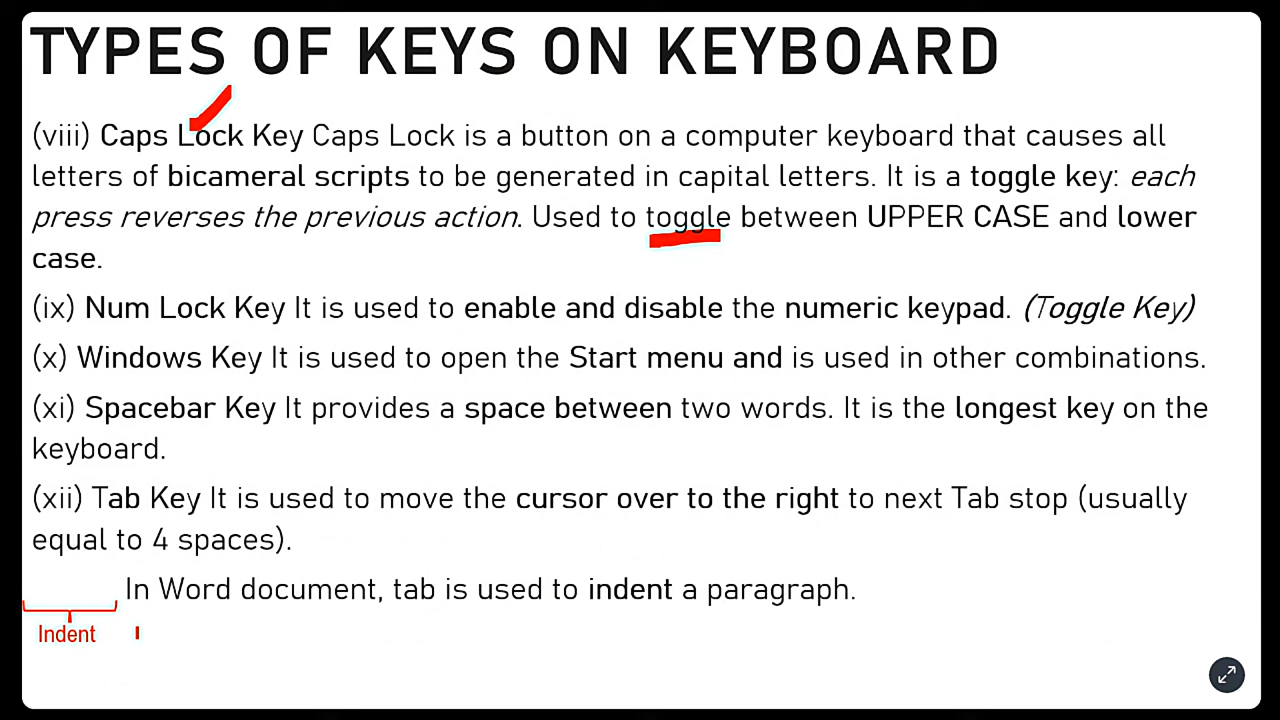 TYPES OF KEYS ON KEYBOARD
(viii) Caps Lock Key Caps Lock is a button on a computer keyboard that causes all
letters of bicameral scripts to be generated in capital letters. It is a toggle key: each
press reverses the previous action. Used to toggle between UPPER CASE and lower
case.
(ix) Num Lock Key It is used to enable and disable the numeric keypad. (Toggle Key)
(x) Windows Key It is used to open the Start menu and is used in other combinations.
(xi) Spacebar Key It provides a space between two words. It is the longest key on the
keyboard.
(xii) Tab Key It is used to move the cursor over to the right to next Tab stop (usually
equal to 4 spaces).
In Word document, tab is used to indent a paragraph.
Indent